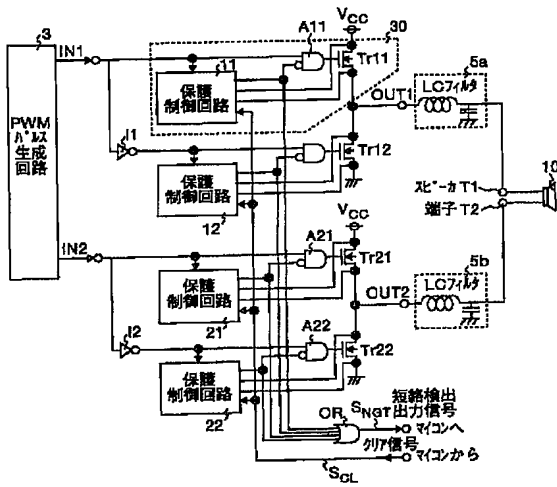 3
IN1
A11
VCC
30
11
保護
制御回路
Tr11
OUT1
5a
LCフィルタ
PWM
パルス
生成
回路
I1
Tr12
保護
制御回路
12
スピーカ T1
端子 T2
10
IN2
A21
VCC
Tr21
保護
制御回路
21
OUT2
5b
LCフィルタ
I2
A22
Tr22
保護
制御回路
22
OR
SNGT
短絡検出
出力信号
マイコンへ
クリア信号
マイコンから
SCL